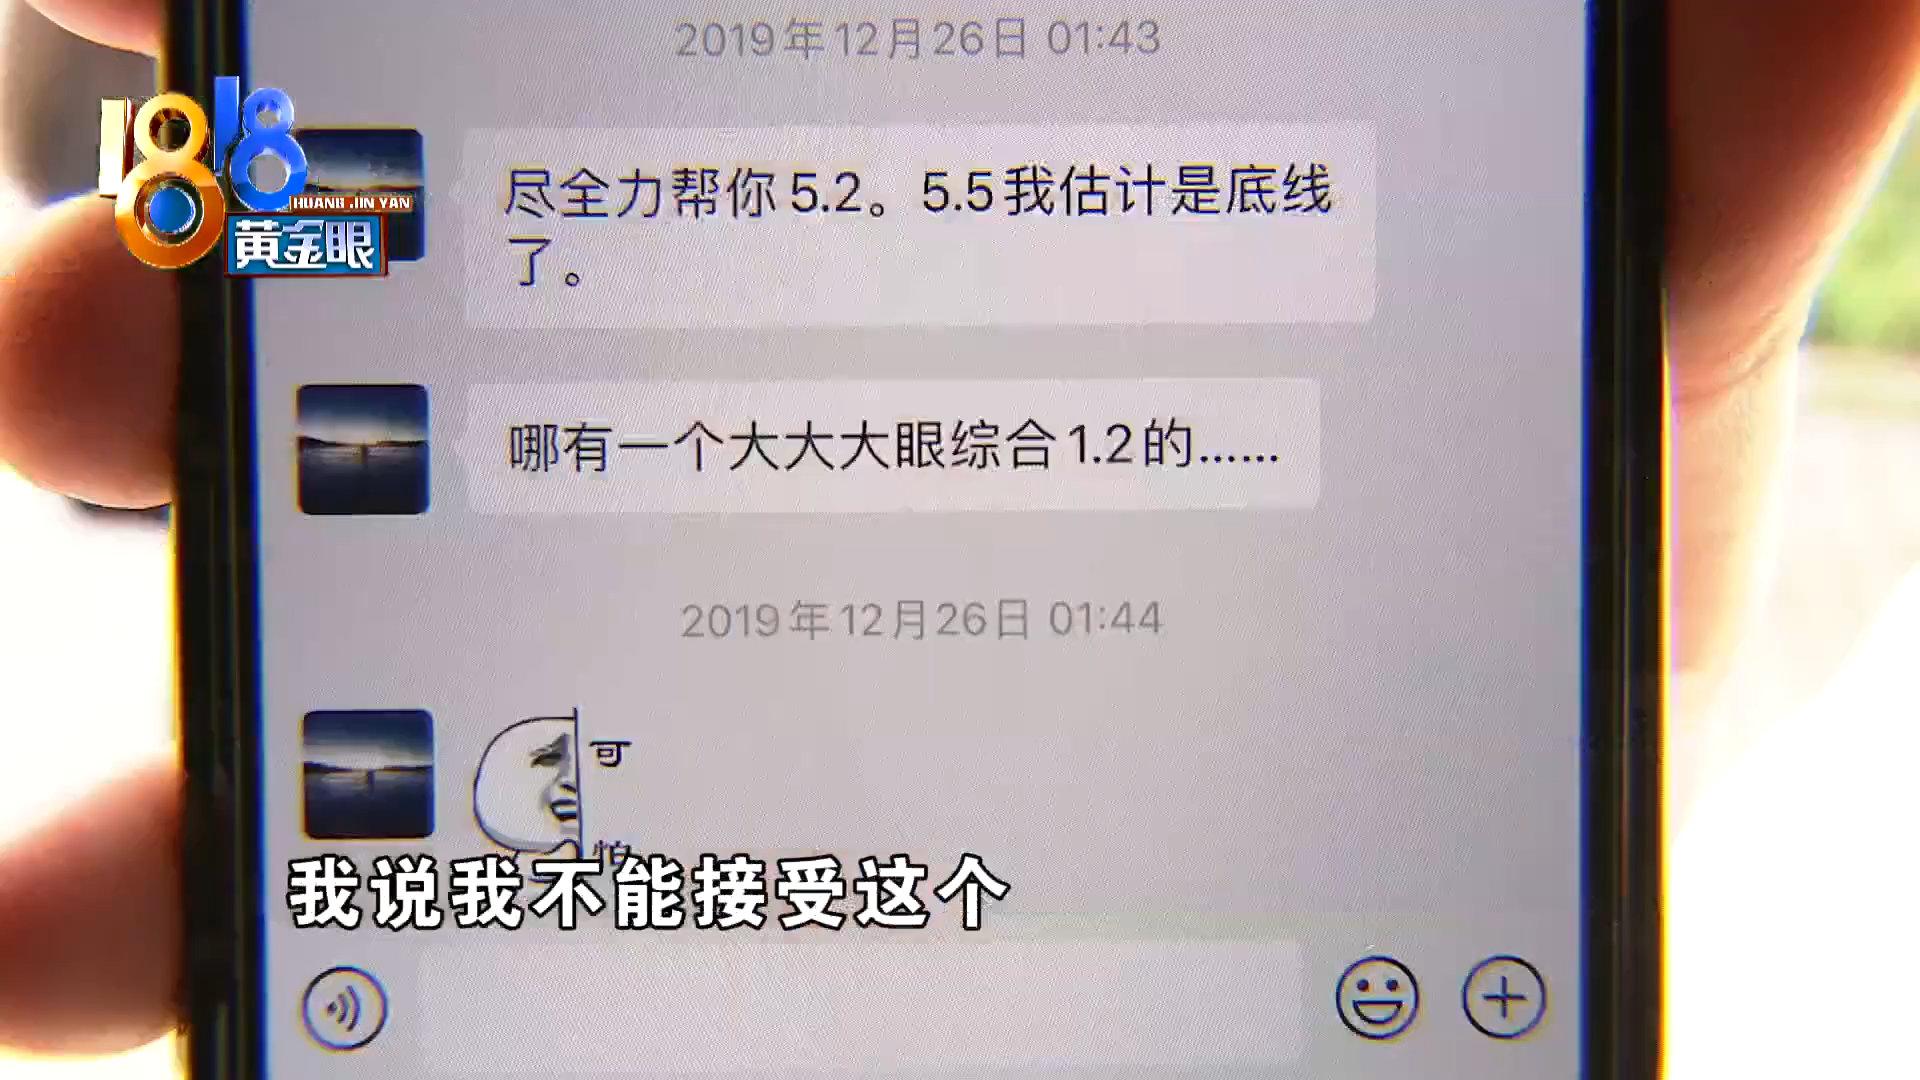 2019年12月26日 01:43
1818
HUANG JIN YAN
黄金眼
尽全力帮你5.2。5.5我估计是底线
了。
哪有一个大大大眼综合1.2的……
2019年12月26日 01:44
可
怕
我说我不能接受这个